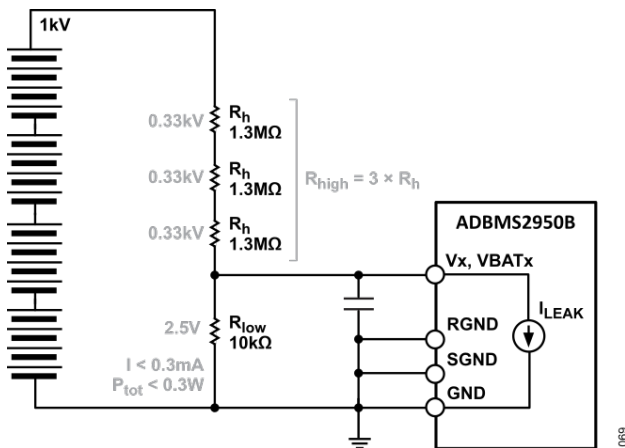 1kV
0.33kV
Rh
1.3MΩ
0.33kV
Rh
1.3MΩ
Rhigh = 3 × Rh
0.33kV
Rh
1.3MΩ
ADBMS2950B
Vx, VBATx
ILEAK
2.5V
Rlow
10kΩ
I < 0.3mA
Ptot < 0.3W
RGND
SGND
GND
069